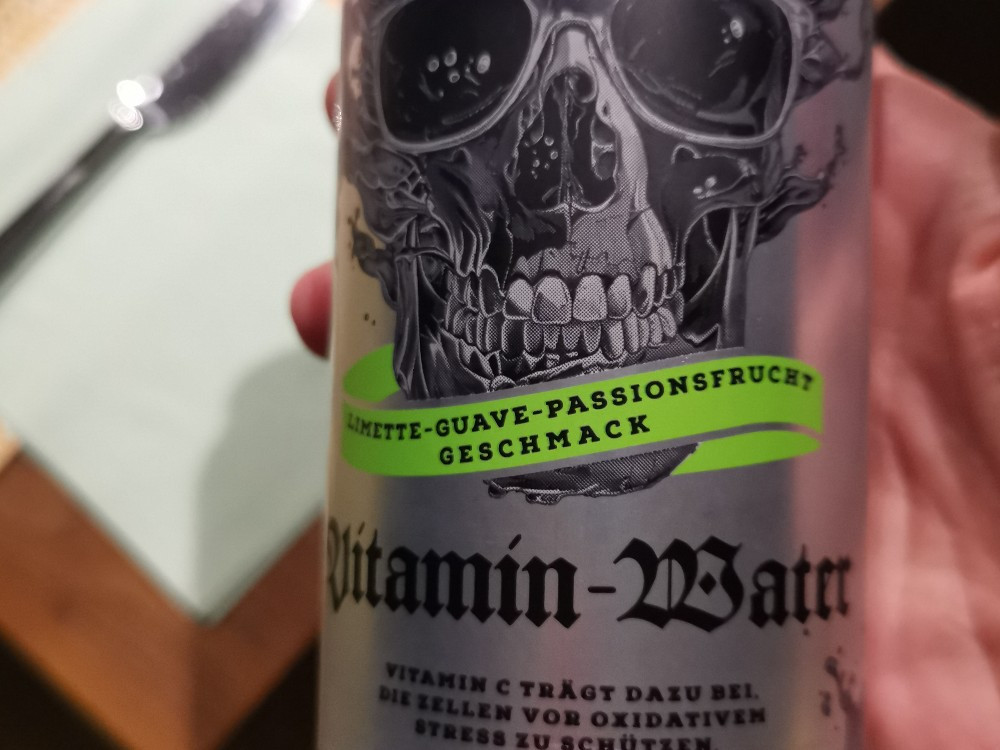 LIMETTE-GUAVE-PASSIONSFRUCHT
GESCHMACK
Vitamin-Water
VITAMIN C TRÄGT DAZU BEI,
DIE ZELLEN VOR OXIDATIVEM
STRESS ZU SCHÜTZEN.